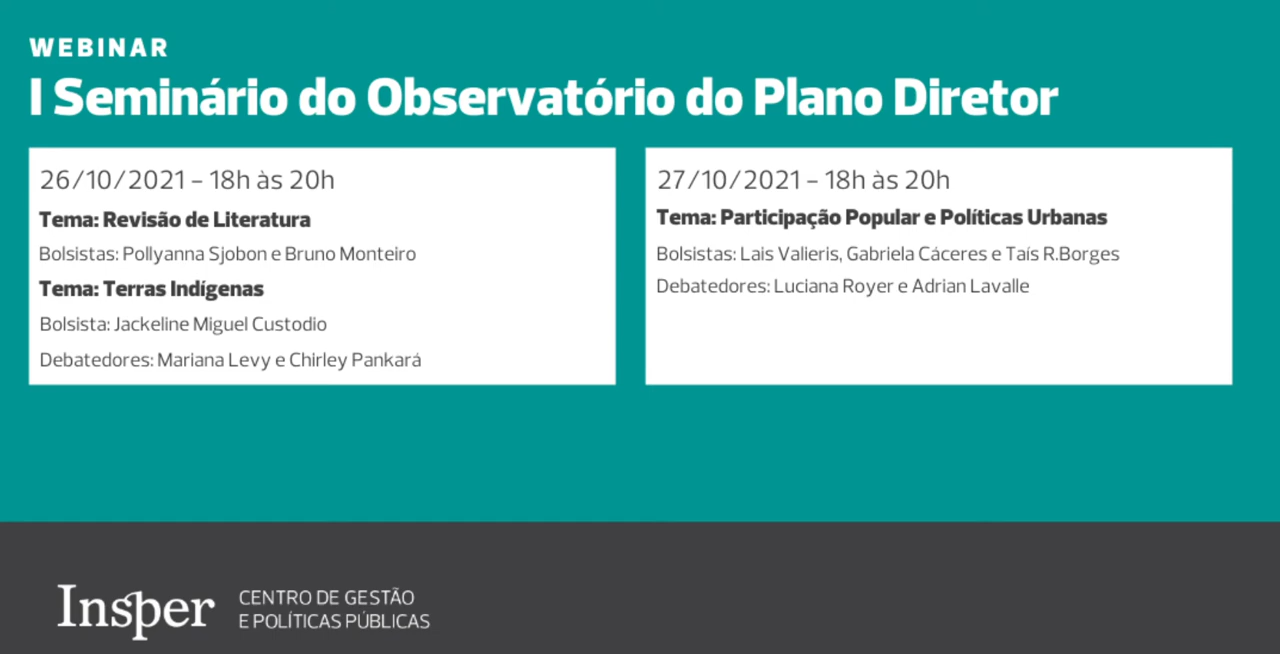 WEBINAR
I Seminário do Observatório do Plano Diretor
26/10/2021 – 18h às 20h
Tema: Revisão de Literatura
Bolsistas: Pollyanna Sjobon e Bruno Monteiro
Tema: Terras Indígenas
Bolsista: Jackeline Miguel Custodio
Debatedores: Mariana Levy e Chirley Pankará
27/10/2021 – 18h às 20h
Tema: Participação Popular e Políticas Urbanas
Bolsistas: Lais Valieris, Gabriela Cáceres e Taís R.Borges
Debatedores: Luciana Royer e Adrian Lavalle
Insper
CENTRO DE GESTÃO
E POLÍTICAS PÚBLICAS